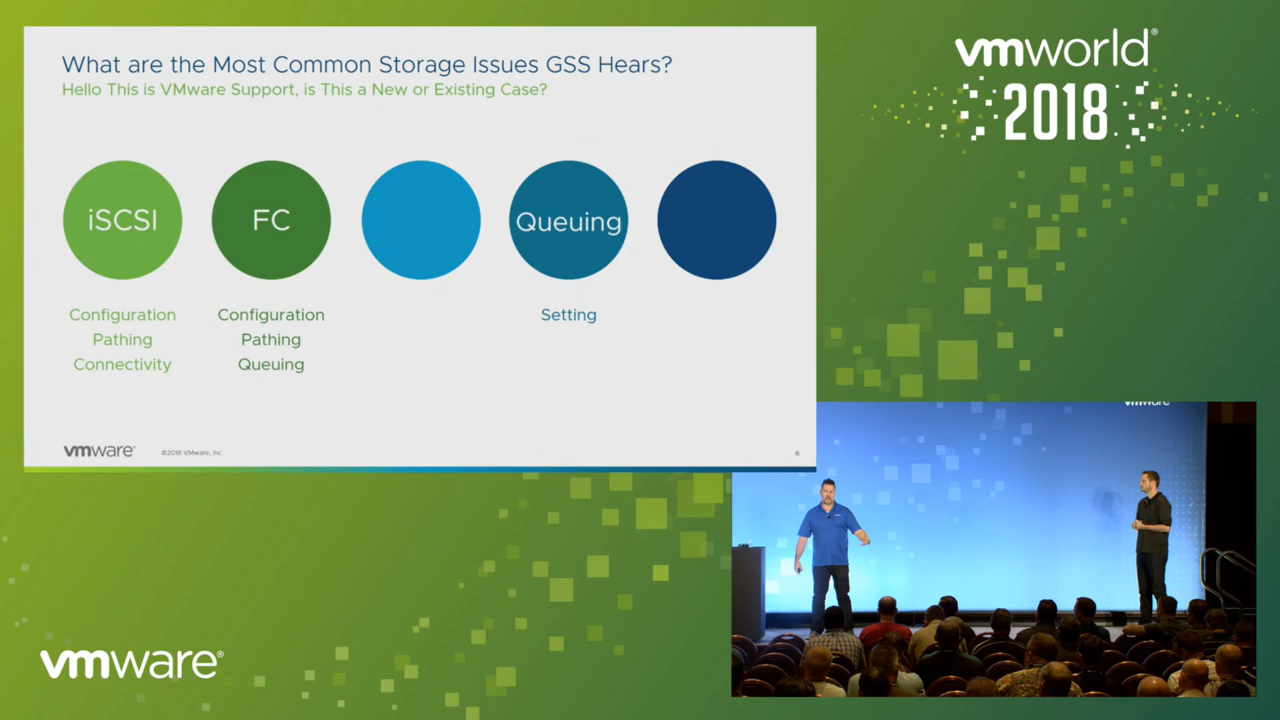 What are the Most Common Storage Issues GSS Hears?
Hello This is VMware Support, is This a New or Existing Case?
iSCSI
FC
Queuing
Configuration
Pathing
Connectivity
Configuration
Pathing
Queuing
Setting
vmware®
©2018 VMware, Inc.
6
vmworld®
2018
vmware
vmware®